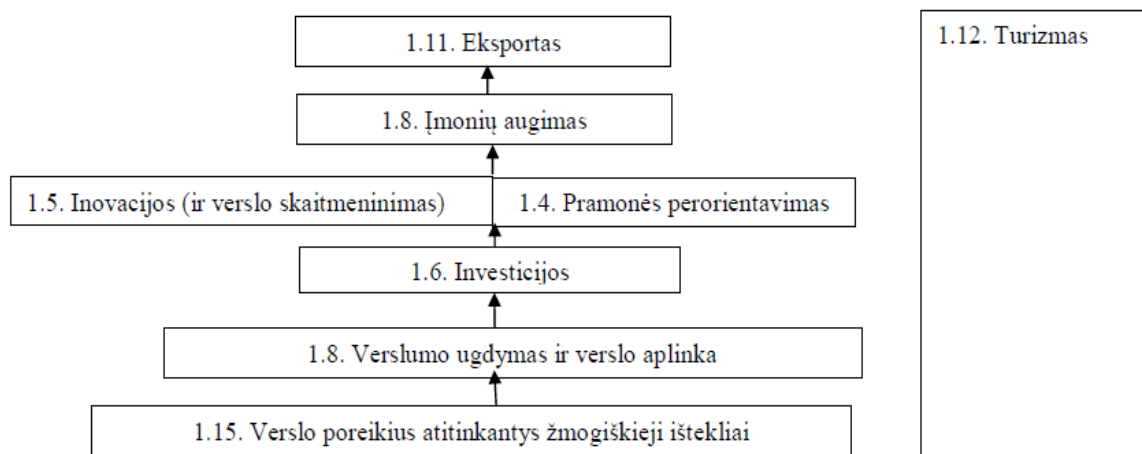 1.11. Eksportas
1.12. Turizmas
1.8. Įmonių augimas
1.5. Inovacijos (ir verslo skaitmeninimas)
1.4. Pramonės perorientavimas
1.6. Investicijos
1.8. Verslumo ugdymas ir verslo aplinka
1.15. Verslo poreikius atitinkantys žmogiškieji ištekliai